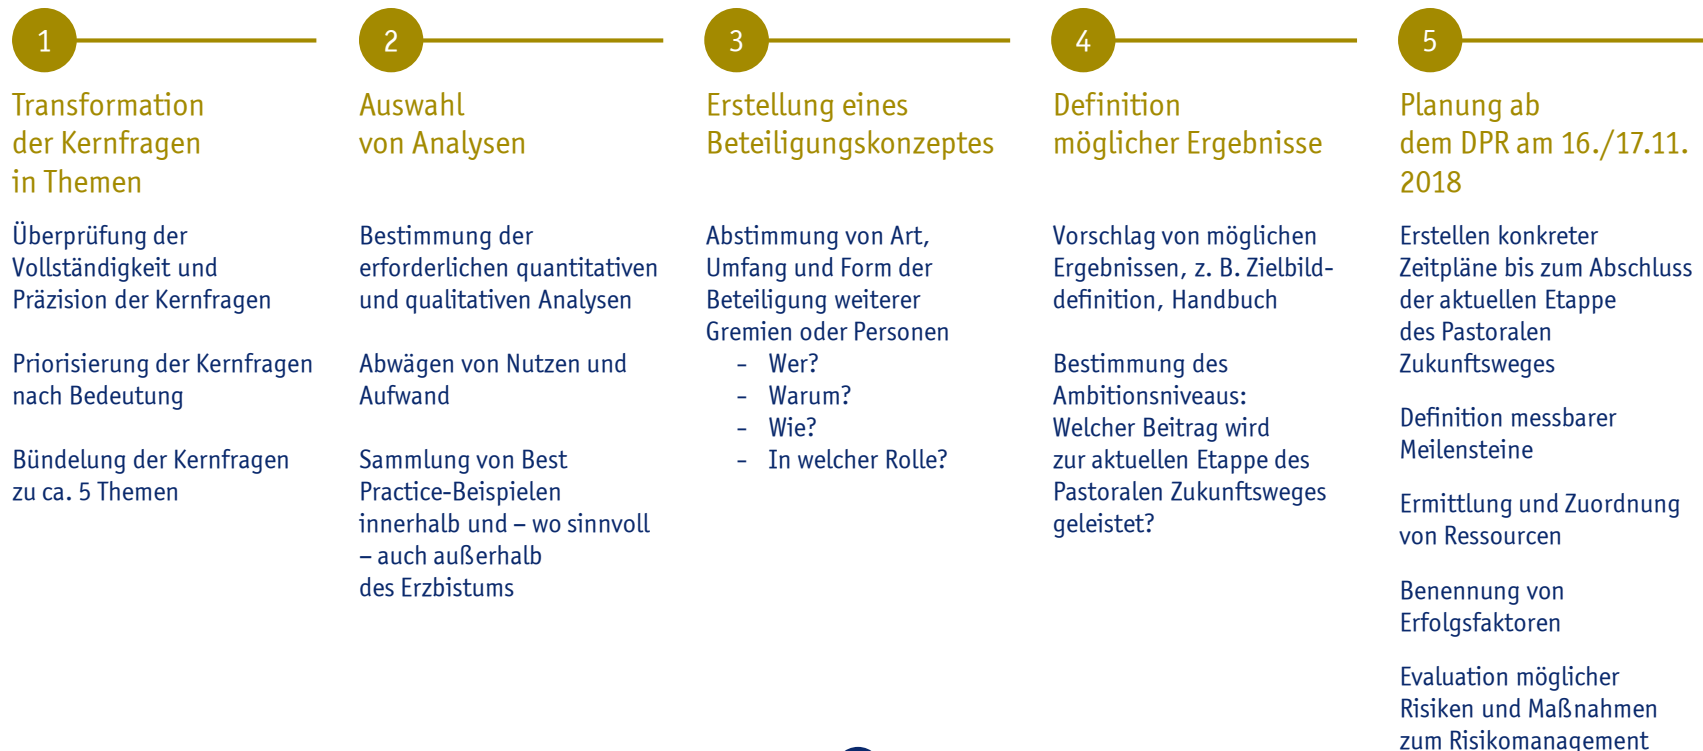 1
Transformation
der Kernfragen
in Themen
Überprüfung der
Vollständigkeit und
Präzision der Kernfragen
Priorisierung der Kernfragen
nach Bedeutung
Bündelung der Kernfragen
zu ca. 5 Themen
2
Auswahl
von Analysen
Bestimmung der
erforderlichen quantitativen
und qualitativen Analysen
Abwägen von Nutzen und
Aufwand
Sammlung von Best
Practice-Beispielen
innerhalb und – wo sinnvoll
– auch außerhalb
des Erzbistums
3
Erstellung eines
Beteiligungskonzeptes
Abstimmung von Art,
Umfang und Form der
Beteiligung weiterer
Gremien oder Personen
- Wer?
- Warum?
- Wie?
- In welcher Rolle?
4
Definition
möglicher Ergebnisse
Vorschlag von möglichen
Ergebnissen, z. B. Zielbild-
definition, Handbuch
Bestimmung des
Ambitionsniveaus:
Welcher Beitrag wird
zur aktuellen Etappe des
Pastoralen Zukunftsweges
geleistet?
5
Planung ab
dem DPR am 16./17.11.
2018
Erstellen konkreter
Zeitpläne bis zum Abschluss
der aktuellen Etappe
des Pastoralen
Zukunftsweges
Definition messbarer
Meilensteine
Ermittlung und Zuordnung
von Ressourcen
Benennung von
Erfolgsfaktoren
Evaluation möglicher
Risiken und Maßnahmen
zum Risikomanagement